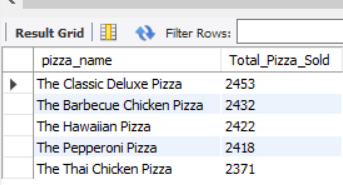 Result Grid Filter Rows:
pizza_name Total_Pizza_Sold
The Classic Deluxe Pizza 2453
The Barbecue Chicken Pizza 2432
The Hawaiian Pizza 2422
The Pepperoni Pizza 2418
The Thai Chicken Pizza 2371